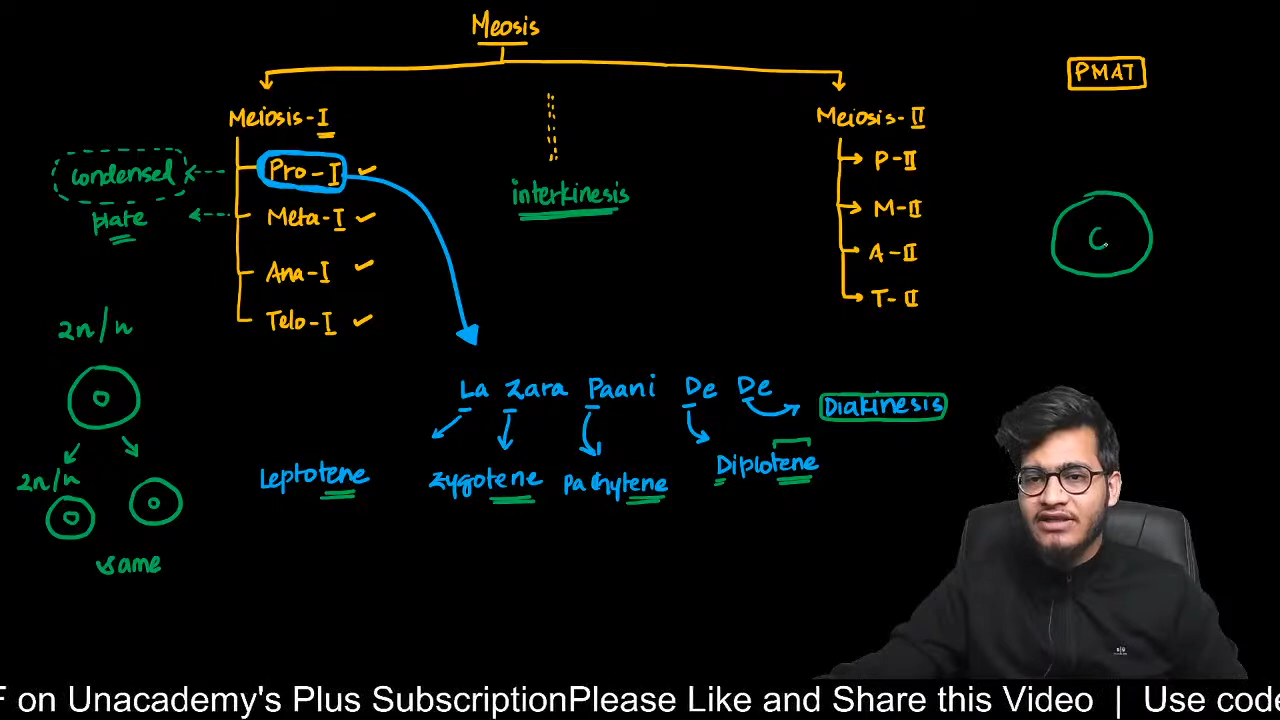 Meosis
PMAT
Meiosis-I
Meiosis-II
condensed
Pro-I
P-II
interkinesis
plate
Meta-I
M-II
C
Ana-I
A-II
Telo-I
T-II
2n/n
La Zara Paani De De
Diakinesis
Leptotene
Zygotene
Pachytene
Diplotene
2n/n
same
F on Unacademy's Plus SubscriptionPlease Like and Share this Video | Use code